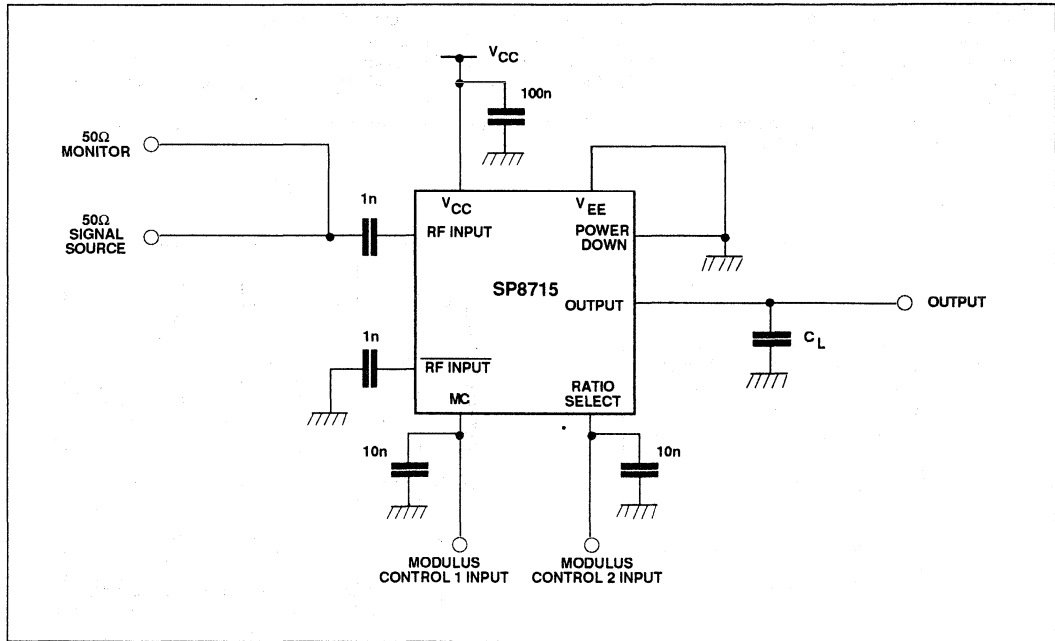 VCC
100n
50Ω
MONITOR
1n
VCC
VEE
50Ω
SIGNAL
SOURCE
RF INPUT
POWER
DOWN
SP8715
OUTPUT
OUTPUT
1n
CL
RF INPUT
MC
RATIO
SELECT
10n
10n
MODULUS
CONTROL 1 INPUT
MODULUS
CONTROL 2 INPUT